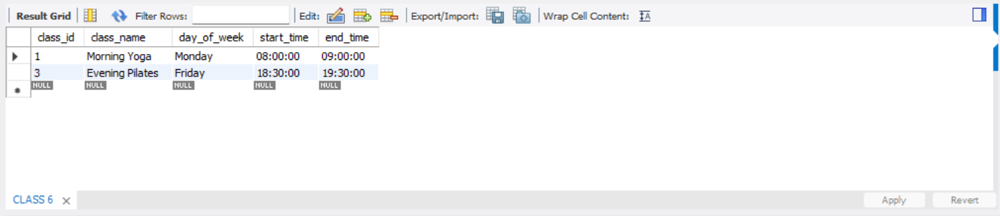 Result Grid Filter Rows: Edit: Export/Import: Wrap Cell Content: IA
class_id class_name day_of_week start_time end_time
1 Morning Yoga Monday 08:00:00 09:00:00
3 Evening Pilates Friday 18:30:00 19:30:00
NULL NULL NULL NULL NULL
CLASS 6 Apply Revert